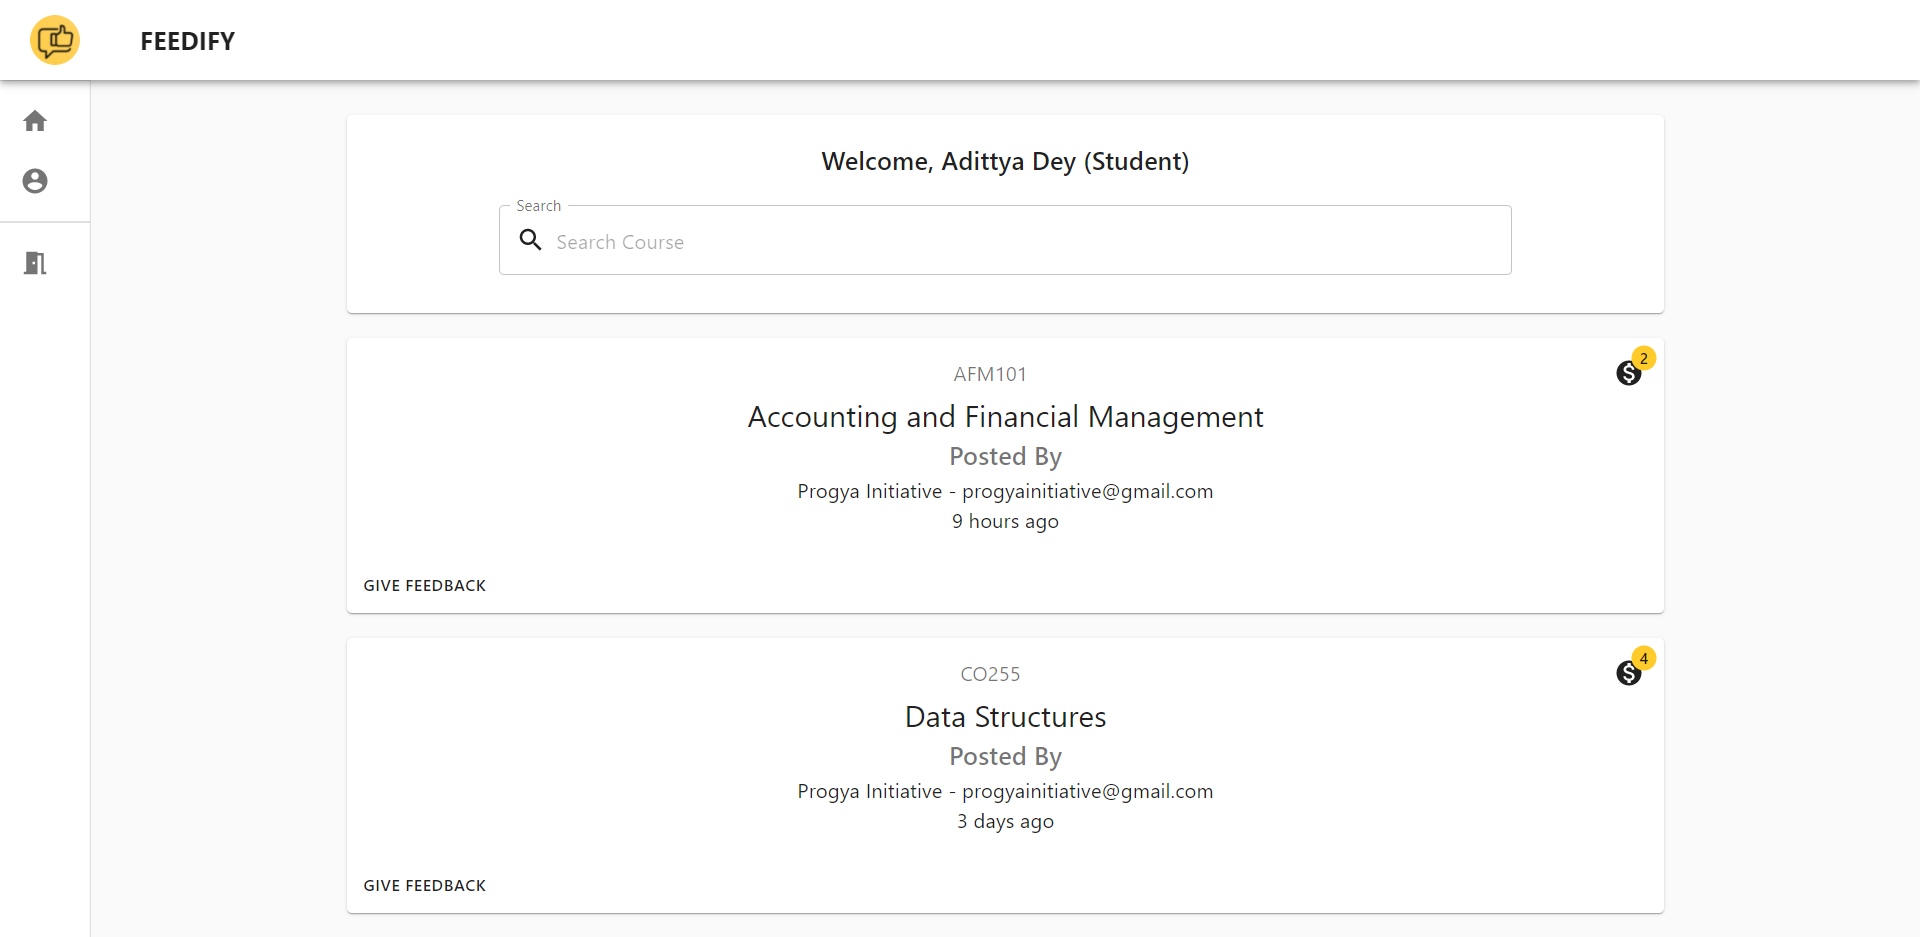 FEEDIFY
Welcome, Adittya Dey (Student)
Search
Search Course
2
AFM101
Accounting and Financial Management
Posted By
Progya Initiative - progyainitiative@gmail.com
9 hours ago
GIVE FEEDBACK
4
CO255
Data Structures
Posted By
Progya Initiative - progyainitiative@gmail.com
3 days ago
GIVE FEEDBACK